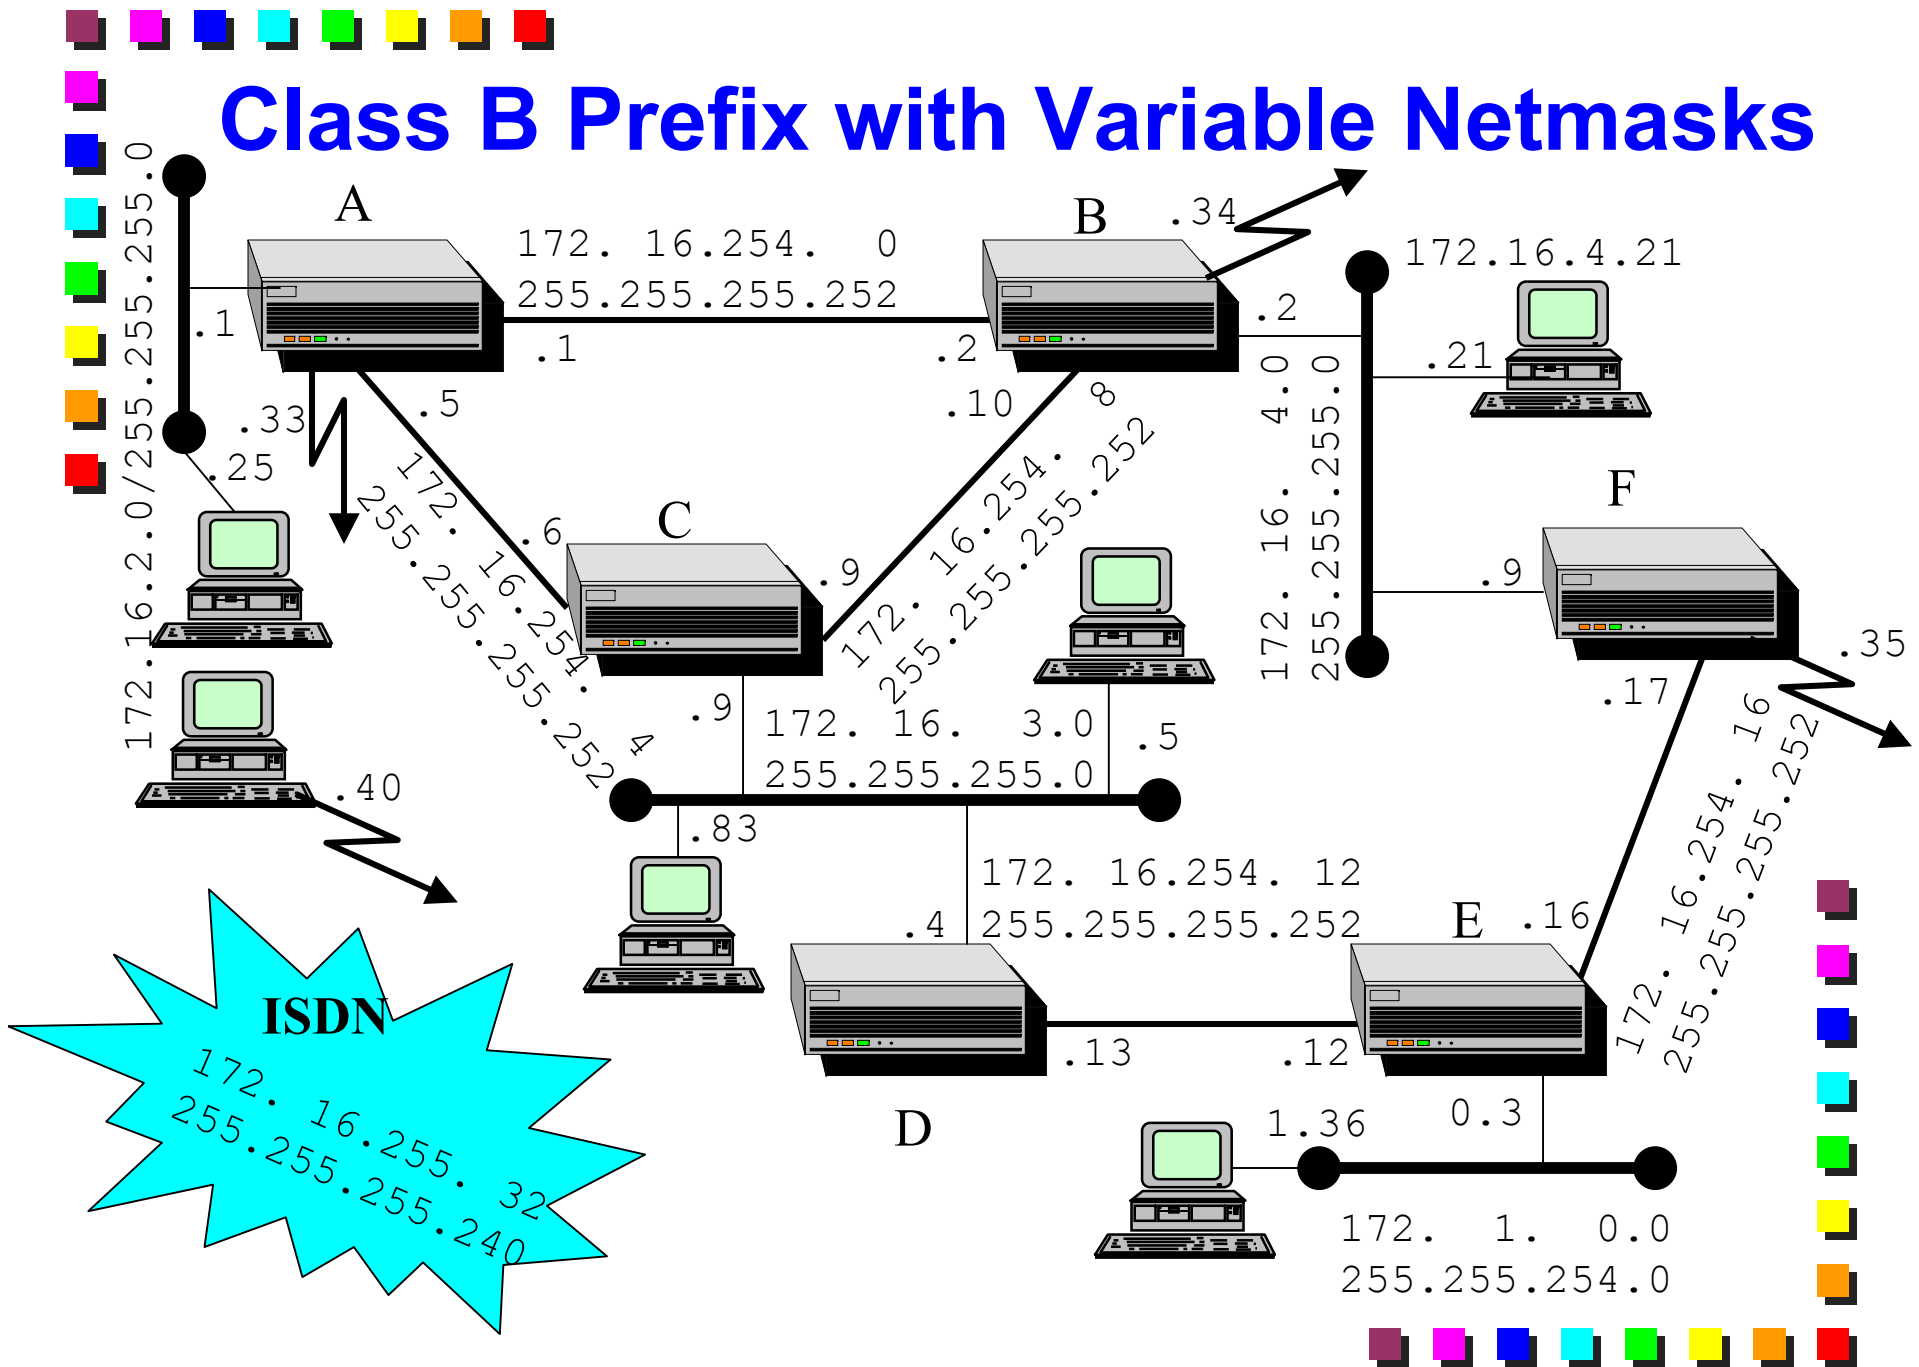 Class B Prefix with Variable Netmasks
172.16.2.0/255.255.255.0
A
172. 16.254.  0
255.255.255.252
B
.34
172.16.4.21
.1
.1
.2
.2
.21
.33
.5
.10
172. 16.254. 8
255.255.255.252
172. 16.  4.0
255.255.255.0
.25
172. 16.254. 4
255.255.255.252
.6
C
.9
F
.9
.35
.17
.9
172. 16.  3.0
255.255.255.0
.5
172. 16.254. 16
255.255.255.252
.40
.83
172. 16.254. 12
255.255.255.252
.4
E
.16
ISDN
172. 16.255. 32
255.255.255.240
.13
.12
D
1.36
0.3
172.  1.  0.0
255.255.254.0